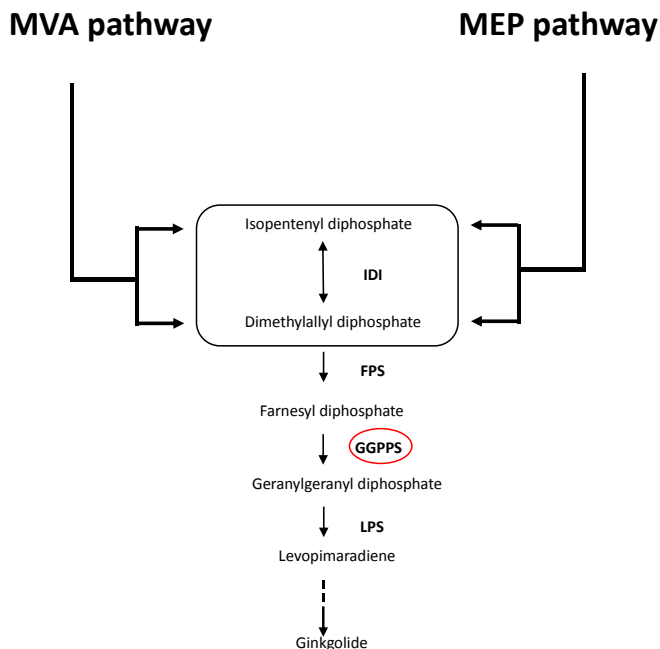 MVA pathway
MEP pathway
Isopentenyl diphosphate
IDI
Dimethylallyl diphosphate
FPS
Farnesyl diphosphate
GGPPS
Geranylgeranyl diphosphate
LPS
Levopimaradiene
Ginkgolide